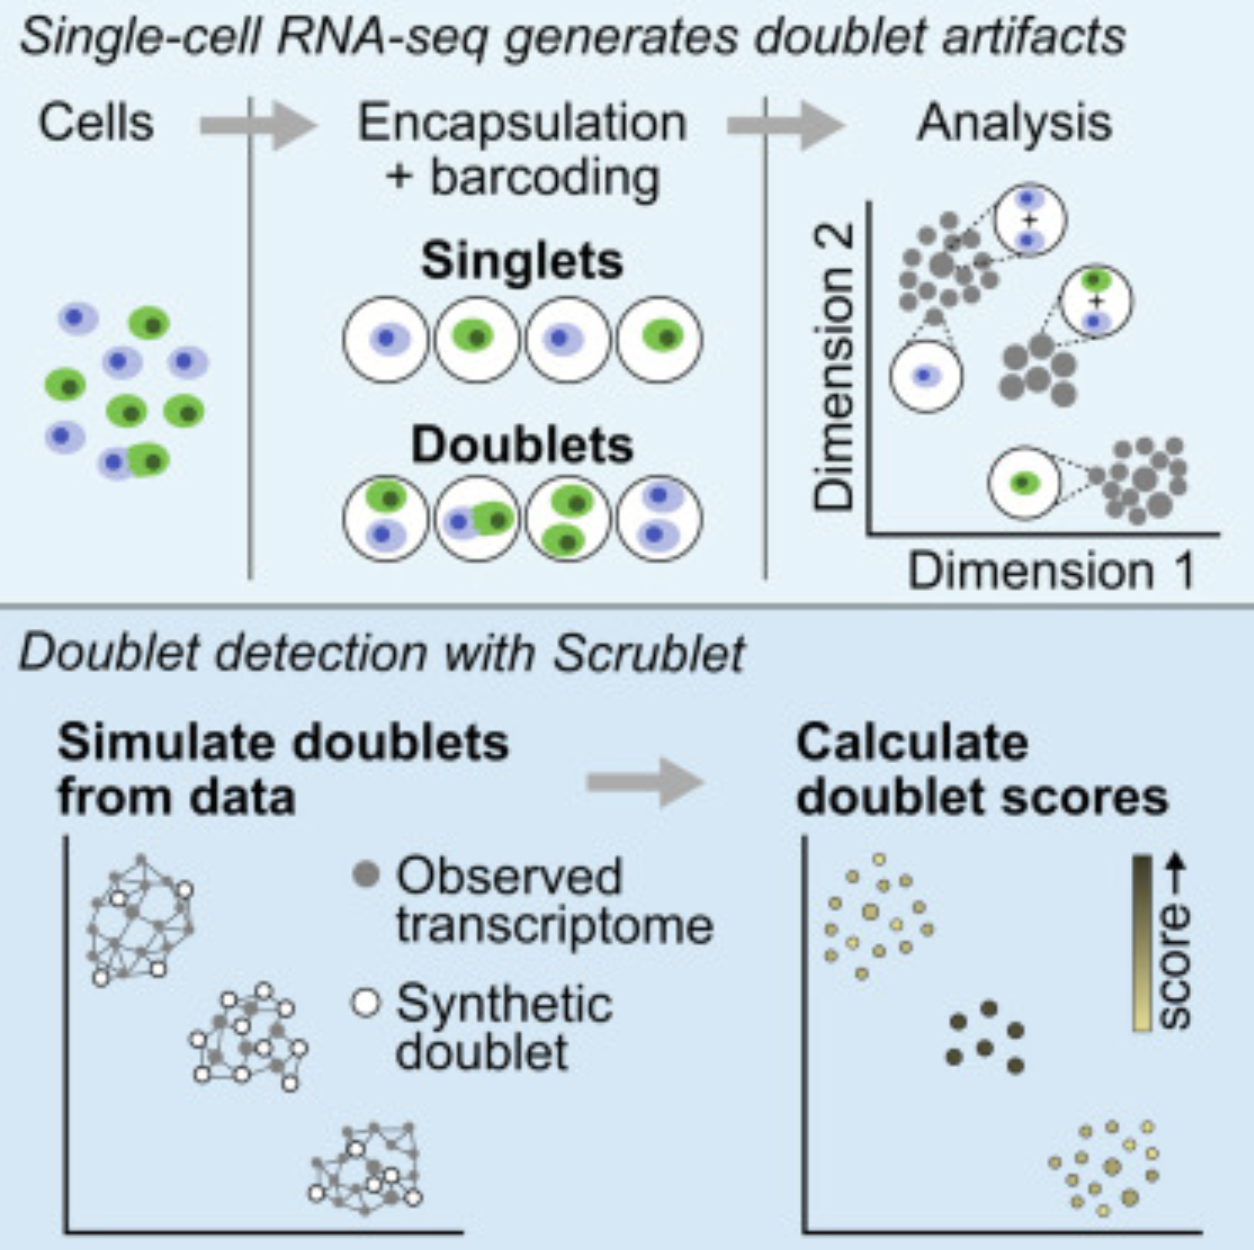 Single-cell RNA-seq generates doublet artifacts
Cells
Encapsulation
+ barcoding
Analysis
Singlets
Doublets
+
+
Dimension 2
Dimension 1
Doublet detection with Scrublet
Simulate doublets
from data
Calculate
doublet scores
Observed
transcriptome
Synthetic
doublet
score